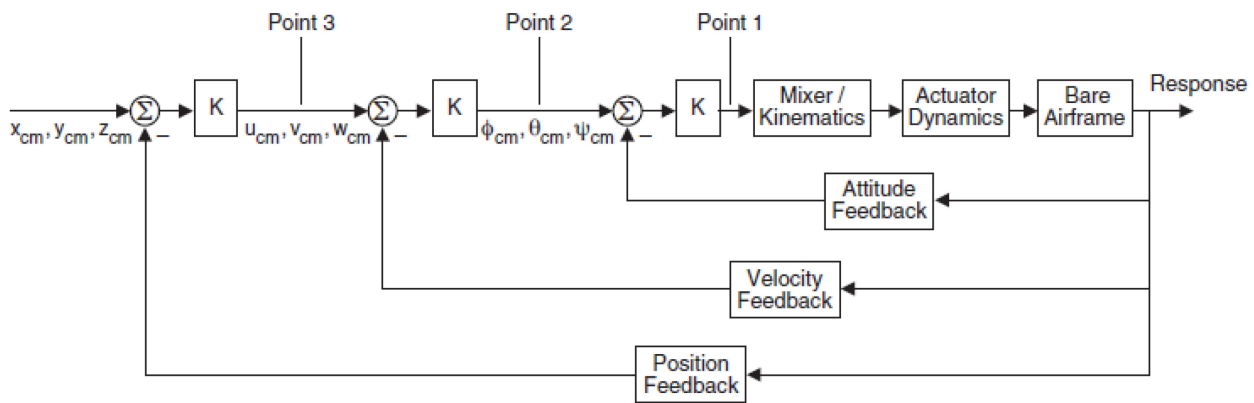 Point 3
Point 2
Point 1
Response
Σ
K
Σ
K
Σ
K
Mixer /
Kinematics
Actuator
Dynamics
Bare
Airframe
x_cm, y_cm, z_cm
–
u_cm, v_cm, w_cm
–
ϕ_cm, θ_cm, ψ_cm
–
Attitude
Feedback
Velocity
Feedback
Position
Feedback